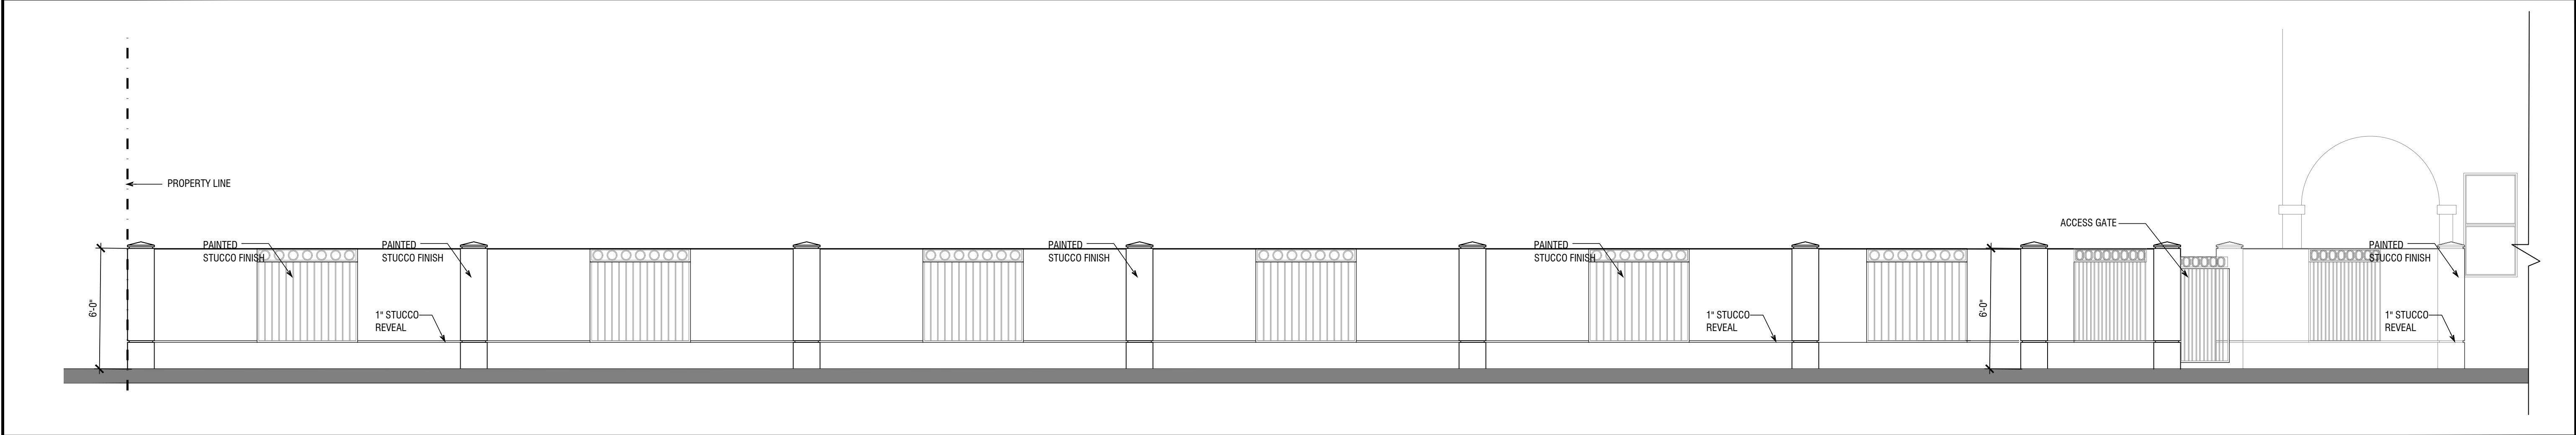 PROPERTY LINE
ACCESS GATE
PAINTED
STUCCO FINISH
PAINTED
STUCCO FINISH
PAINTED
STUCCO FINISH
PAINTED
STUCCO FINISH
PAINTED
STUCCO FINISH
6'-0"
1" STUCCO
REVEAL
1" STUCCO
REVEAL
6'-0"
1" STUCCO
REVEAL